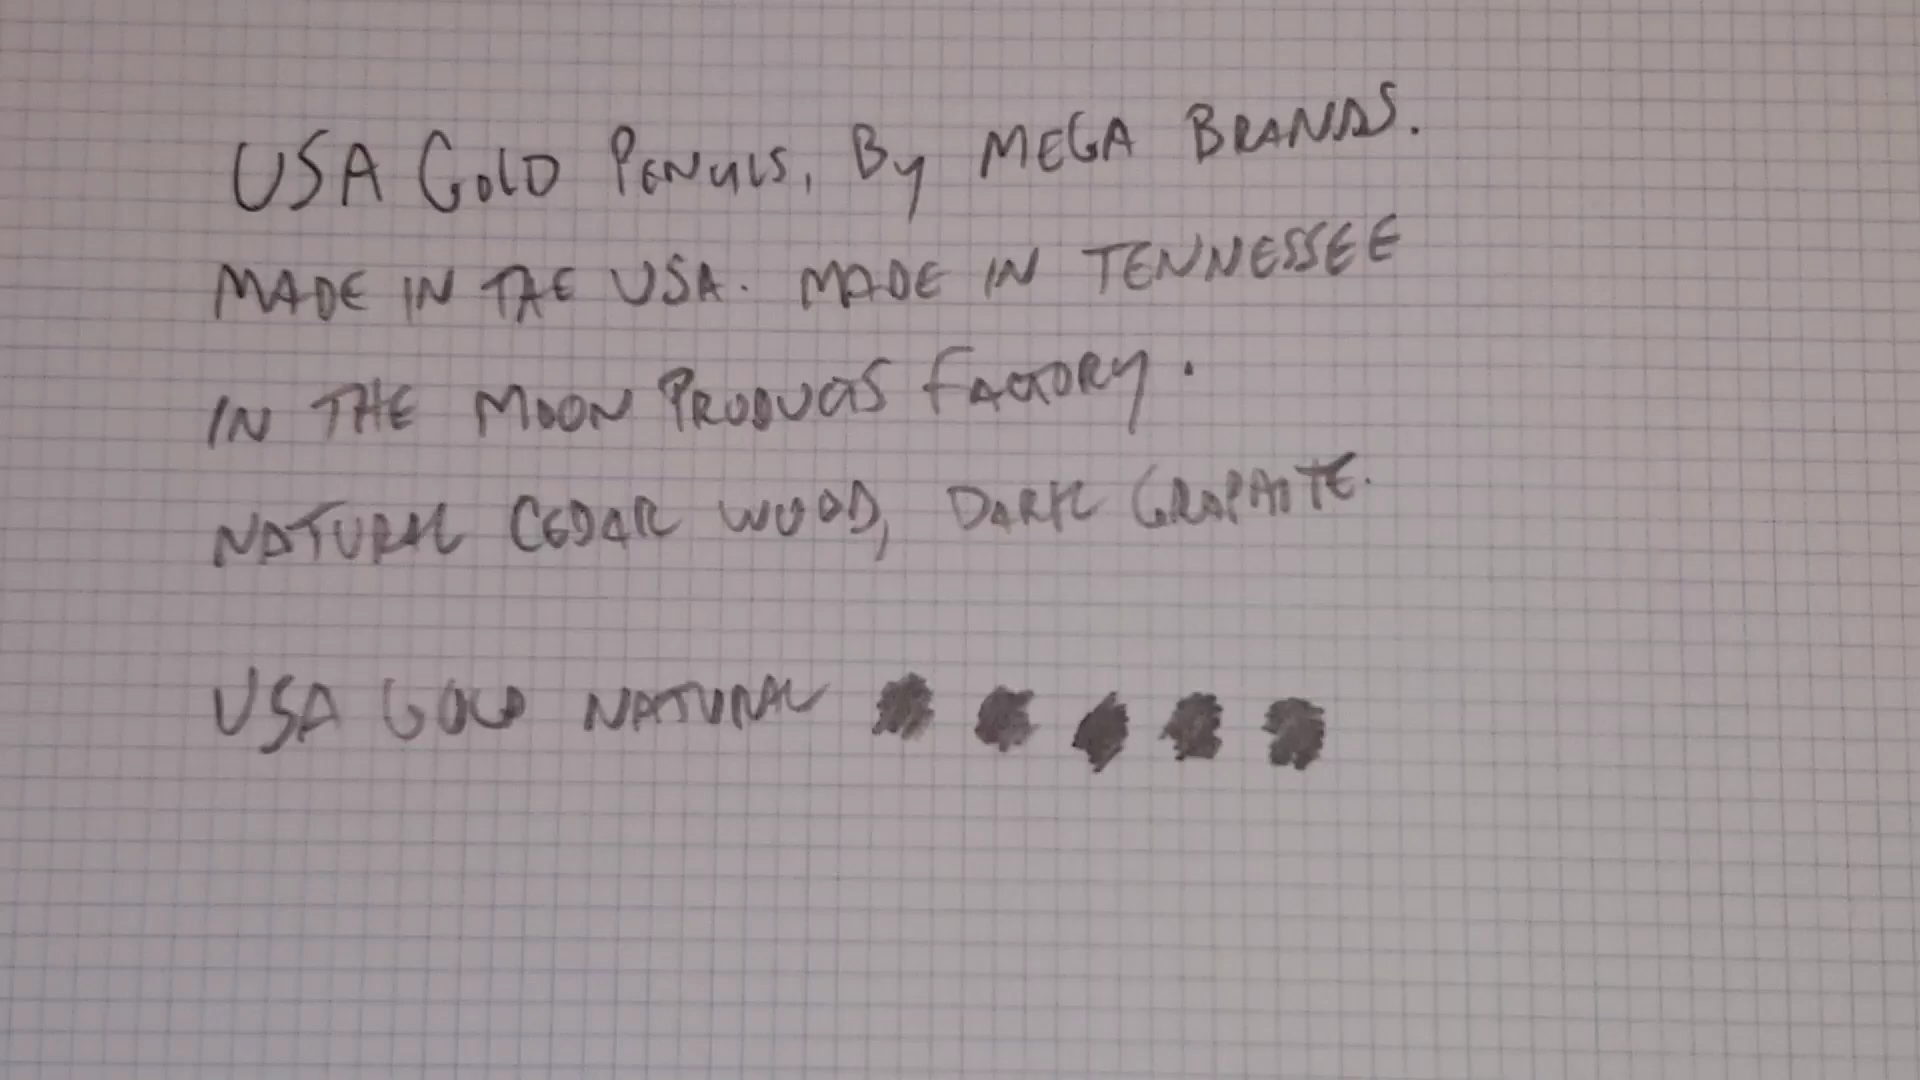 USA GOLD PENCILS, BY MEGA BRANDS.
MADE IN THE USA. MADE IN TENNESSEE
IN THE MOON PRODUCTS FACTORY.
NATURAL CEDAR WOOD, DARK GRAPHITE.
USA GOLD NATURAL